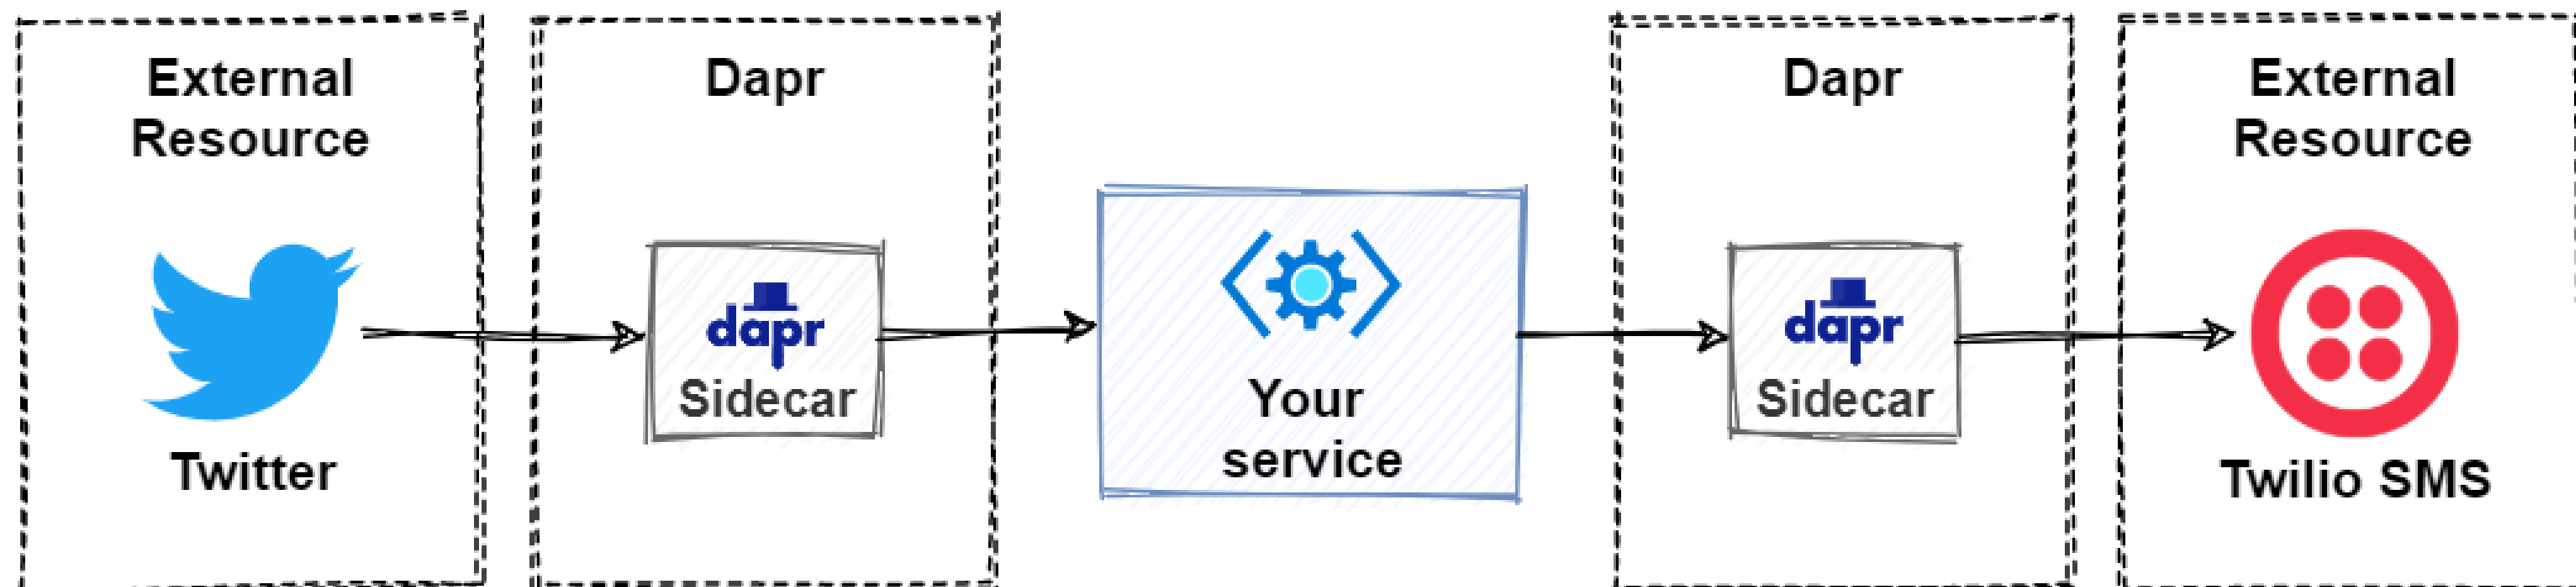 External
Resource
Twitter
Dapr
dapr
Sidecar
Your
service
Dapr
dapr
Sidecar
External
Resource
Twilio SMS